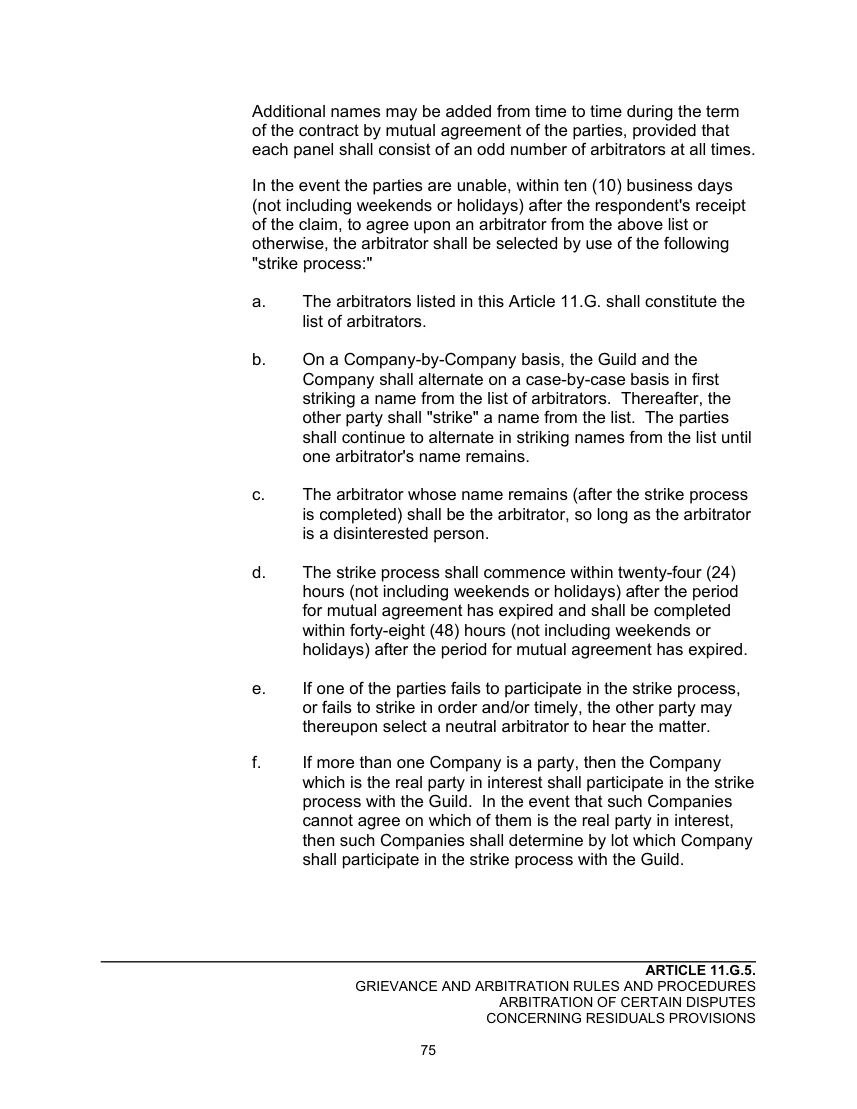 Additional names may be added from time to time during the term
of the contract by mutual agreement of the parties, provided that
each panel shall consist of an odd number of arbitrators at all times.
In the event the parties are unable, within ten (10) business days
(not including weekends or holidays) after the respondent's receipt
of the claim, to agree upon an arbitrator from the above list or
otherwise, the arbitrator shall be selected by use of the following
"strike process:"
a. The arbitrators listed in this Article 11.G. shall constitute the
list of arbitrators.
b. On a Company-by-Company basis, the Guild and the
Company shall alternate on a case-by-case basis in first
striking a name from the list of arbitrators.  Thereafter, the
other party shall "strike" a name from the list.  The parties
shall continue to alternate in striking names from the list until
one arbitrator's name remains.
c. The arbitrator whose name remains (after the strike process
is completed) shall be the arbitrator, so long as the arbitrator
is a disinterested person.
d. The strike process shall commence within twenty-four (24)
hours (not including weekends or holidays) after the period
for mutual agreement has expired and shall be completed
within forty-eight (48) hours (not including weekends or
holidays) after the period for mutual agreement has expired.
e. If one of the parties fails to participate in the strike process,
or fails to strike in order and/or timely, the other party may
thereupon select a neutral arbitrator to hear the matter.
f. If more than one Company is a party, then the Company
which is the real party in interest shall participate in the strike
process with the Guild.  In the event that such Companies
cannot agree on which of them is the real party in interest,
then such Companies shall determine by lot which Company
shall participate in the strike process with the Guild.
ARTICLE 11.G.5.
GRIEVANCE AND ARBITRATION RULES AND PROCEDURES
ARBITRATION OF CERTAIN DISPUTES
CONCERNING RESIDUALS PROVISIONS
75